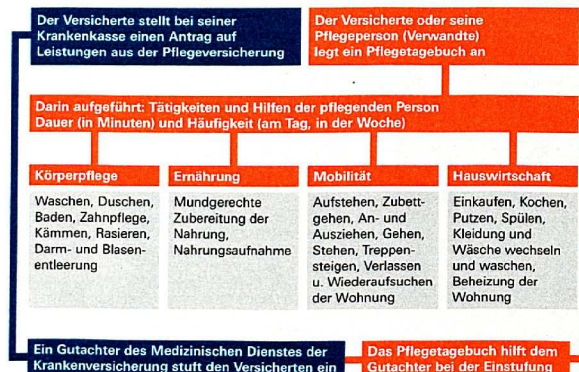 Der Versicherte stellt bei seiner
Krankenkasse einen Antrag auf
Leistungen aus der Pflegeversicherung
Der Versicherte oder seine
Pflegeperson (Verwandte)
legt ein Pflegetagebuch an
Darin aufgeführt: Tätigkeiten und Hilfen der pflegenden Person
Dauer (in Minuten) und Häufigkeit (am Tag, in der Woche)
Körperpflege
Waschen, Duschen,
Baden, Zahnpflege,
Kämmen, Rasieren,
Darm- und Blasen-
entleerung
Ernährung
Mundgerechte
Zubereitung der
Nahrung,
Nahrungsaufnahme
Mobilität
Aufstehen, Zubett-
gehen, An- und
Ausziehen, Gehen,
Stehen, Treppen-
steigen, Verlassen
u. Wiederaufsuchen
der Wohnung
Hauswirtschaft
Einkaufen, Kochen,
Putzen, Spülen,
Kleidung und
Wäsche wechseln
und waschen,
Beheizung der
Wohnung
Ein Gutachter des Medizinischen Dienstes der
Krankenversicherung stuft den Versicherten ein
Das Pflegetagebuch hilft dem
Gutachter bei der Einstufung